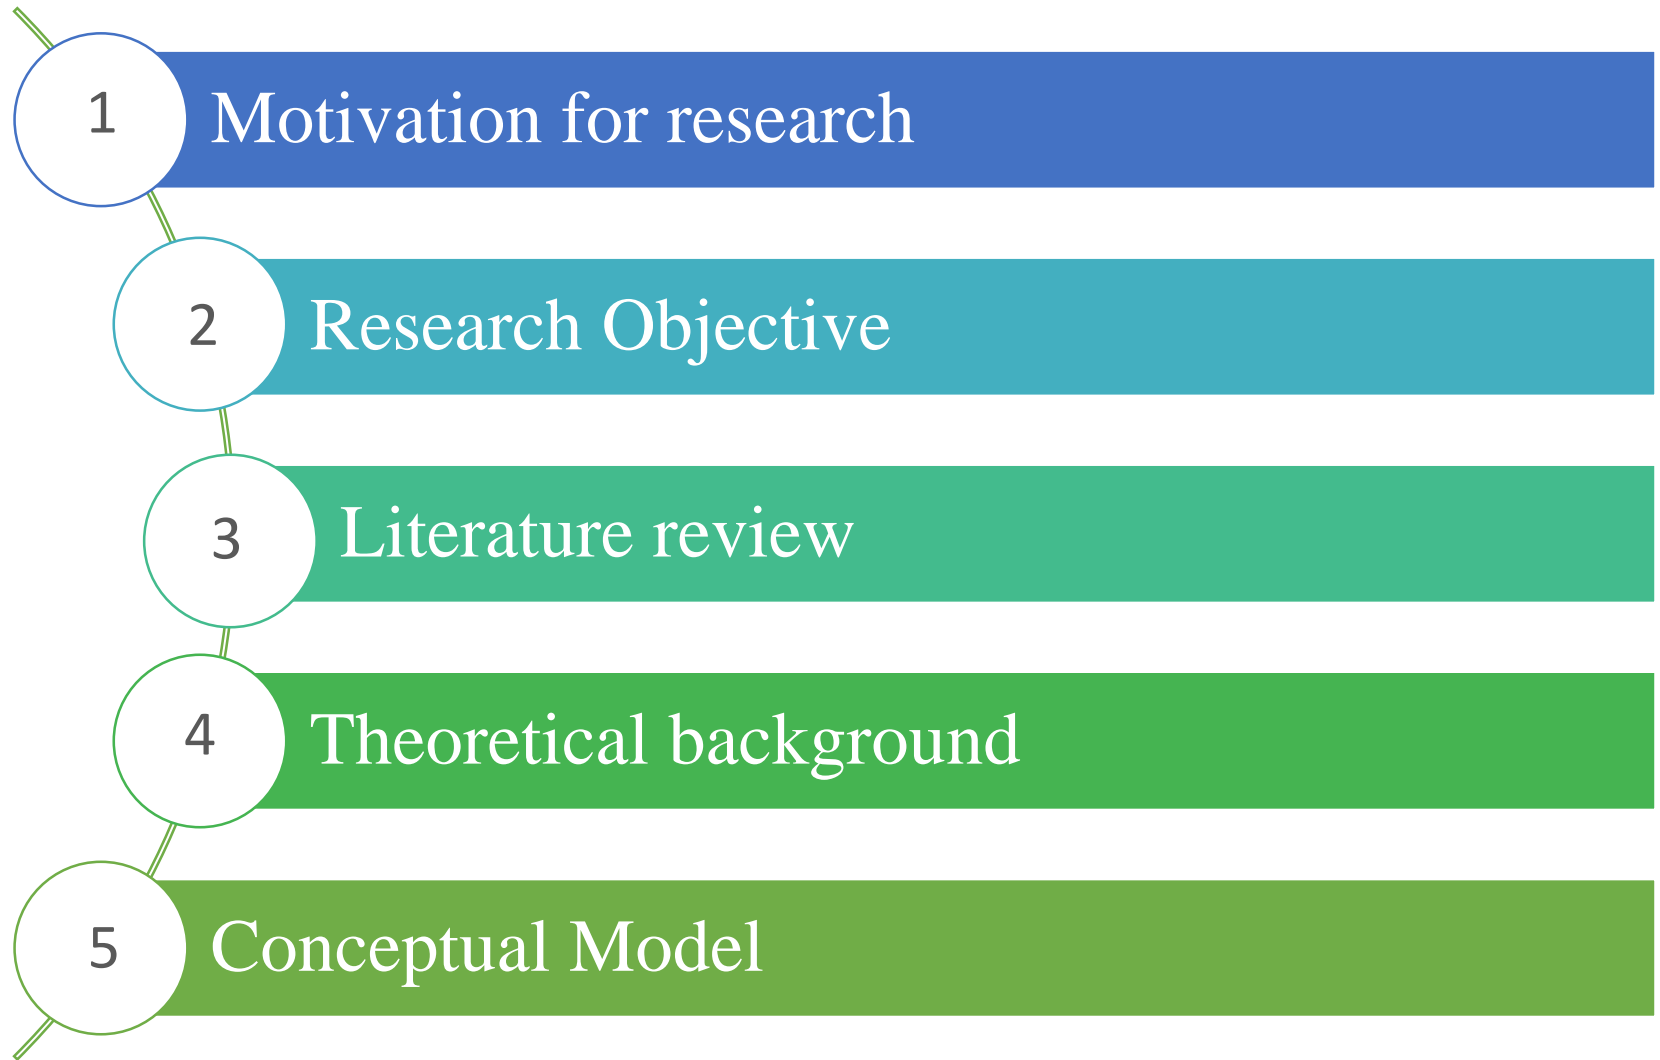 1 Motivation for research
2 Research Objective
3 Literature review
4 Theoretical background
5 Conceptual Model